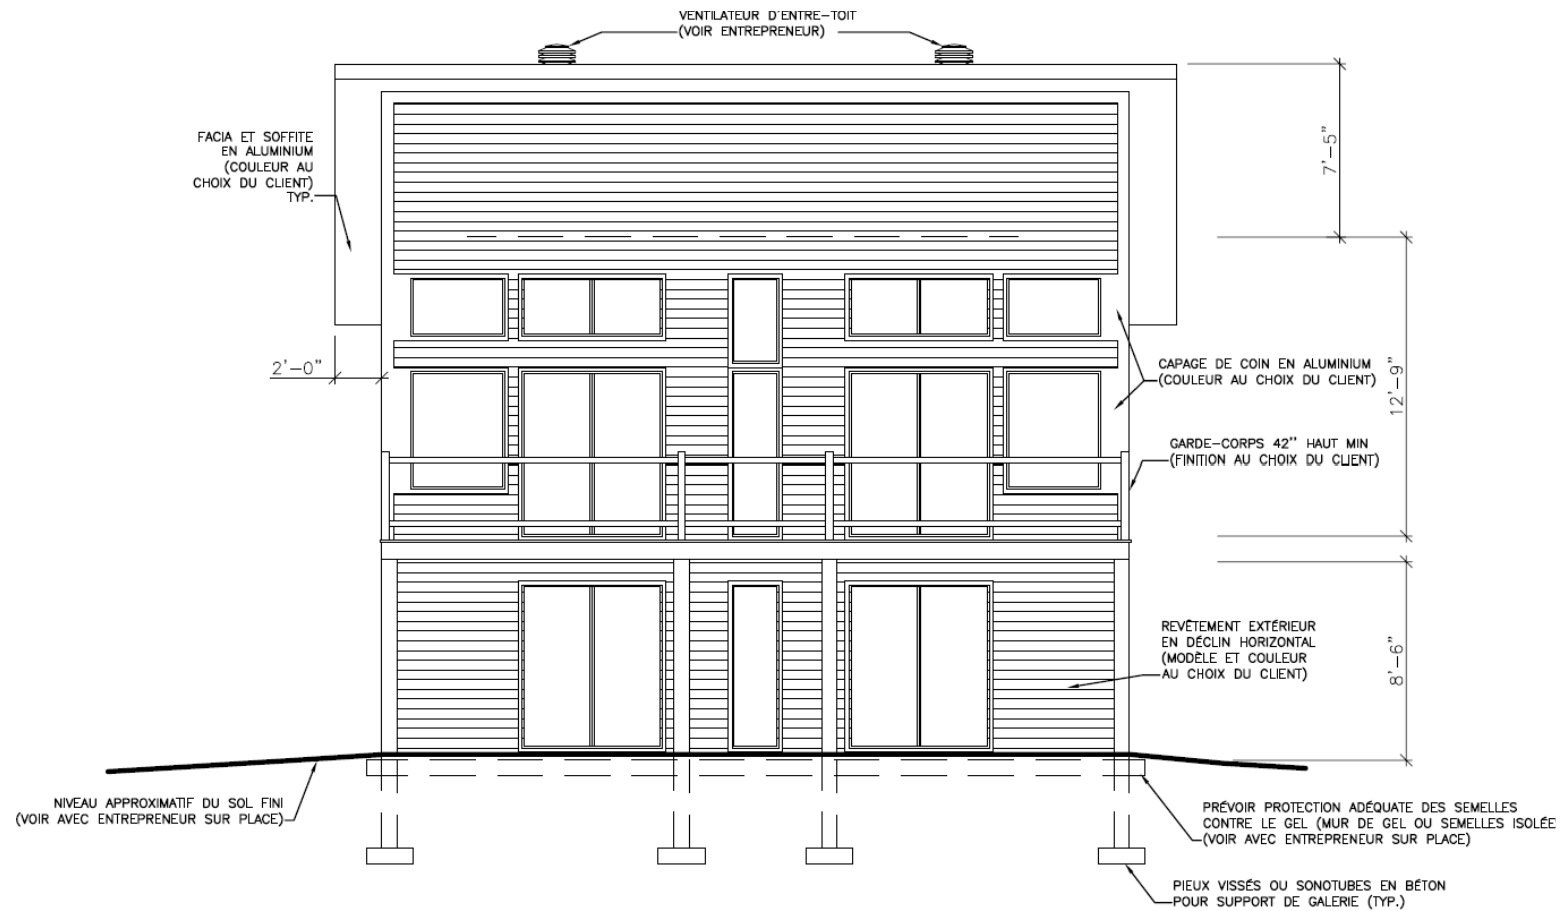 VENTILATEUR D'ENTRE-TOIT
(VOIR ENTREPRENEUR)
FACIA ET SOFFITE
EN ALUMINIUM
(COULEUR AU
CHOIX DU CLIENT)
TYP.
7'-5"
2'-0"
12'-9"
CAPAGE DE COIN EN ALUMINIUM
(COULEUR AU CHOIX DU CLIENT)
GARDE-CORPS 42'' HAUT MIN
(FINITION AU CHOIX DU CLIENT)
REVÊTEMENT EXTÉRIEUR
EN DÉCLIN HORIZONTAL
(MODÈLE ET COULEUR
AU CHOIX DU CLIENT)
8'-6"
NIVEAU APPROXIMATIF DU SOL FINI
(VOIR AVEC ENTREPRENEUR SUR PLACE)
PRÉVOIR PROTECTION ADÉQUATE DES SEMELLES
CONTRE LE GEL (MUR DE GEL OU SEMELLES ISOLÉE
(VOIR AVEC ENTREPRENEUR SUR PLACE)
PIEUX VISSÉS OU SONOTUBES EN BÉTON
POUR SUPPORT DE GALERIE (TYP.)